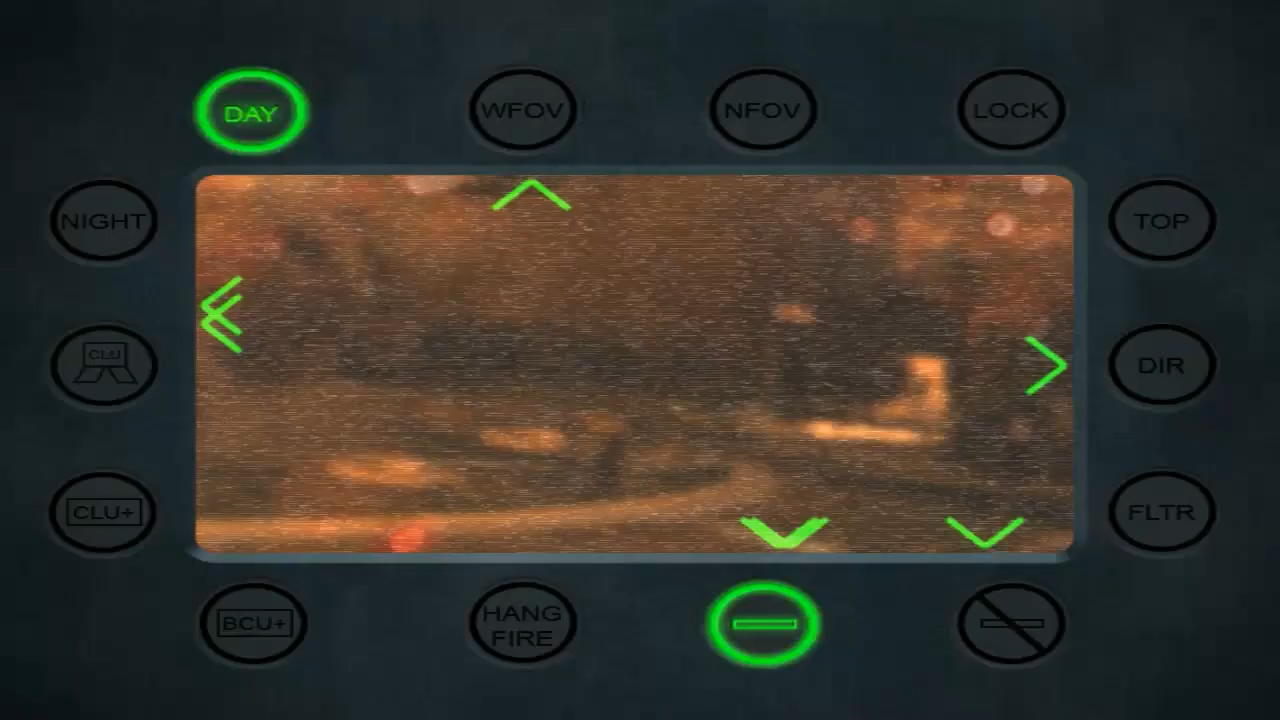 DAY
WFOV
NFOV
LOCK
NIGHT
TOP
CLU
DIR
CLU+
FLTR
BCU+
HANG
FIRE